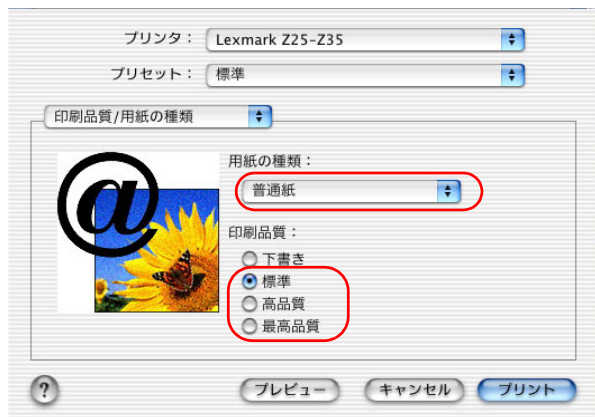 プリンタ： Lexmark Z25-Z35
プリセット： 標準
印刷品質/用紙の種類
用紙の種類：
普通紙
@
印刷品質：
下書き
標準
高品質
最高品質
? プレビュー キャンセル プリント